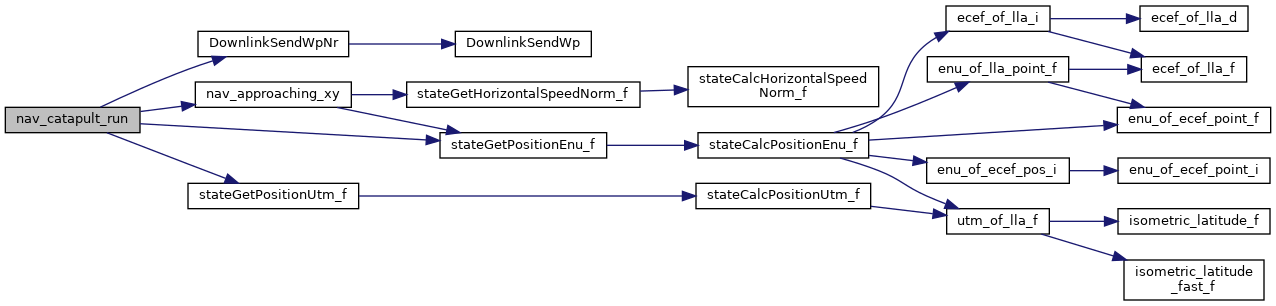 nav_catapult_run
DownlinkSendWpNr
DownlinkSendWp
nav_approaching_xy
stateGetHorizontalSpeedNorm_f
stateCalcHorizontalSpeed
Norm_f
stateGetPositionEnu_f
stateCalcPositionEnu_f
stateGetPositionUtm_f
stateCalcPositionUtm_f
ecef_of_lla_i
ecef_of_lla_d
enu_of_lla_point_f
ecef_of_lla_f
enu_of_ecef_point_f
enu_of_ecef_pos_i
enu_of_ecef_point_i
utm_of_lla_f
isometric_latitude_f
isometric_latitude
_fast_f